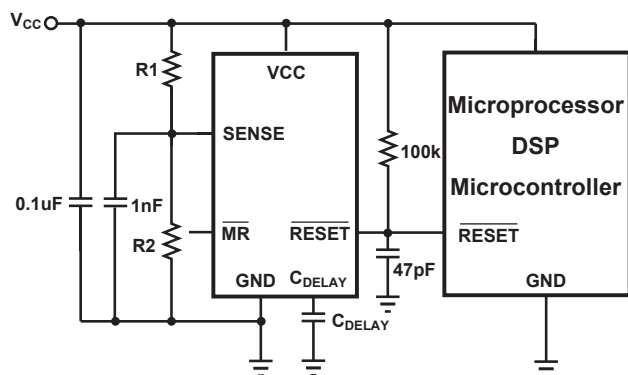 VCC
R1
VCC
SENSE
0.1uF
1nF
R2
MR
RESET
GND
CDELAY
CDELAY
100k
47pF
Microprocessor
DSP
Microcontroller
RESET
GND